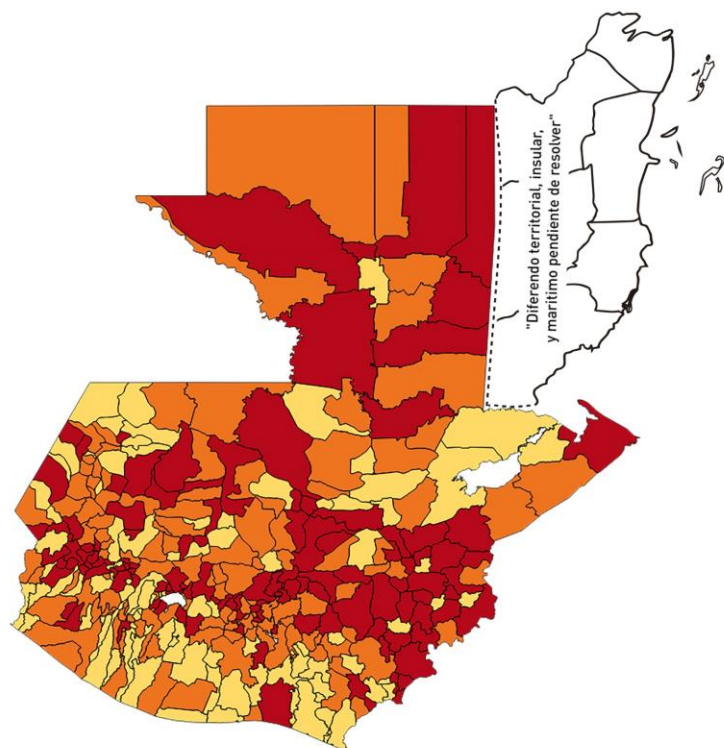 "Diferendo territorial, insular,
y marítimo pendiente de resolver"